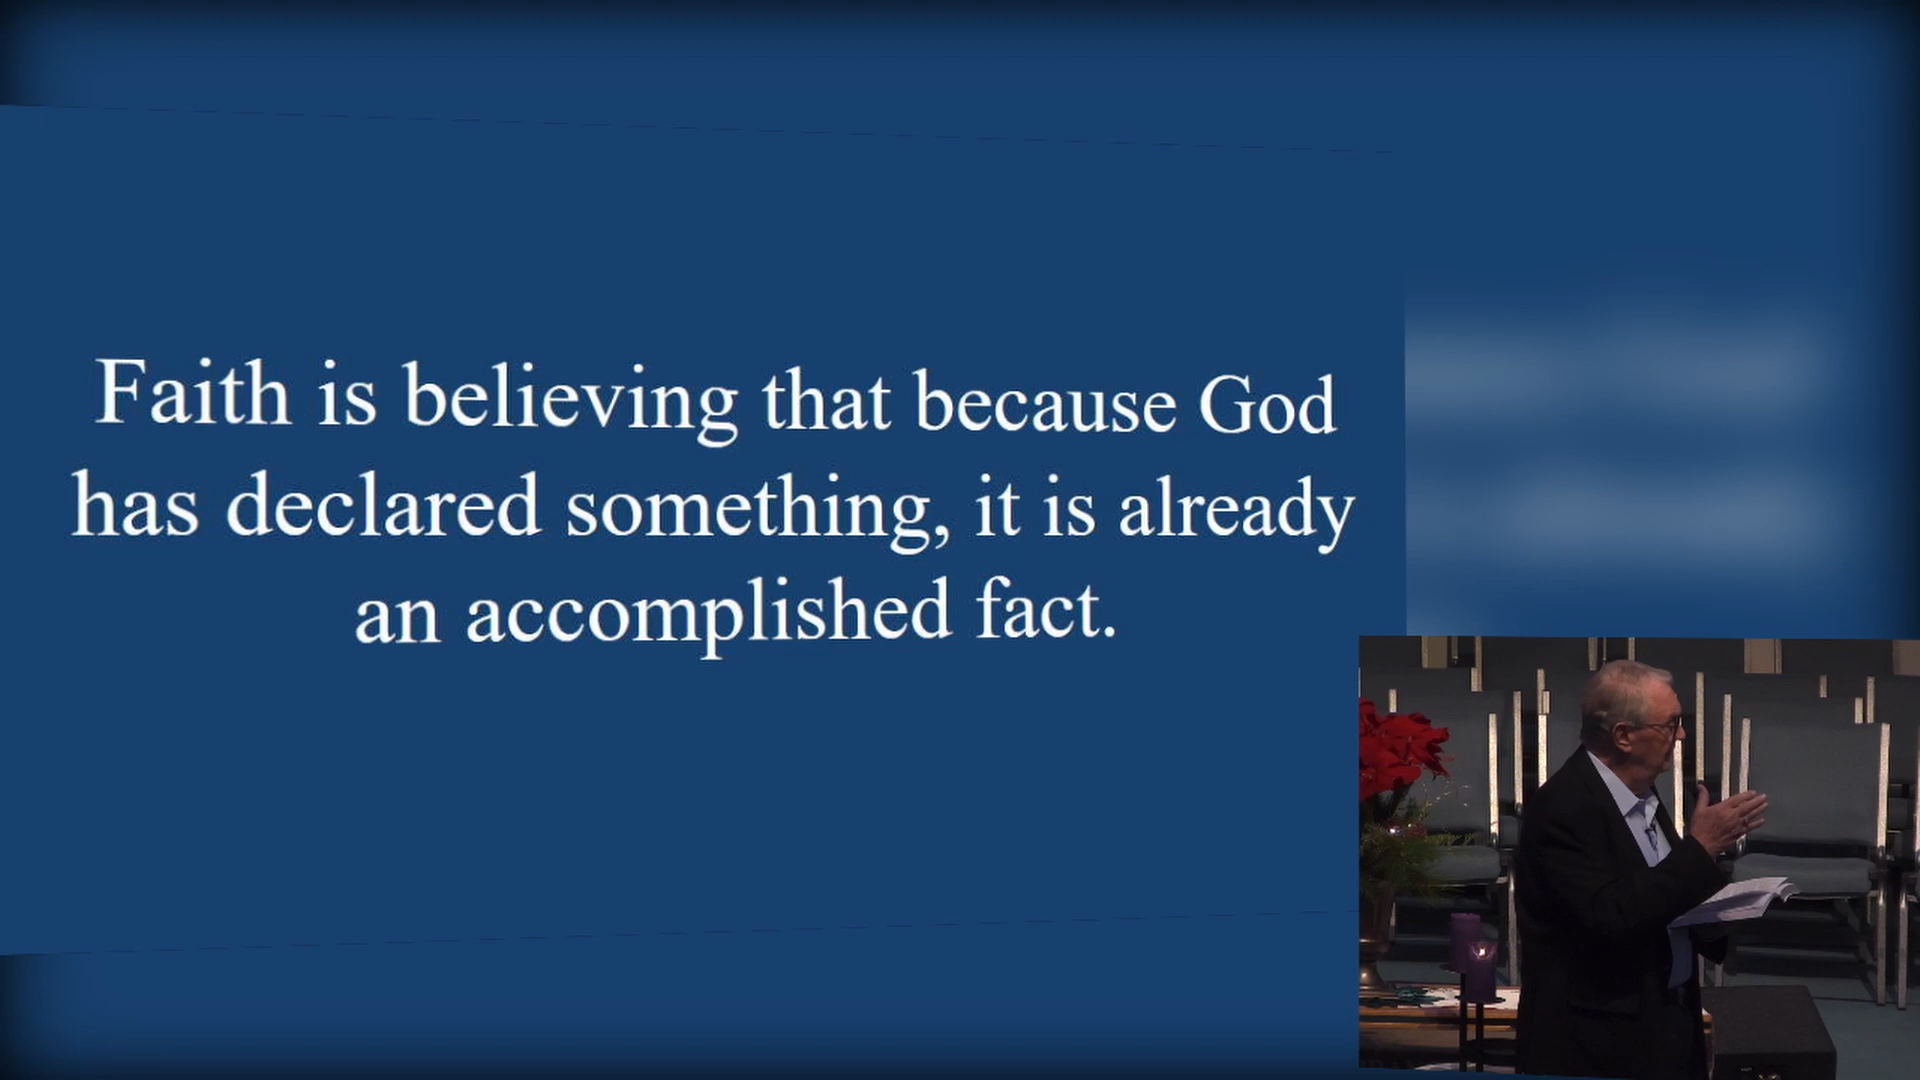 Faith is believing that because God
has declared something, it is already
an accomplished fact.